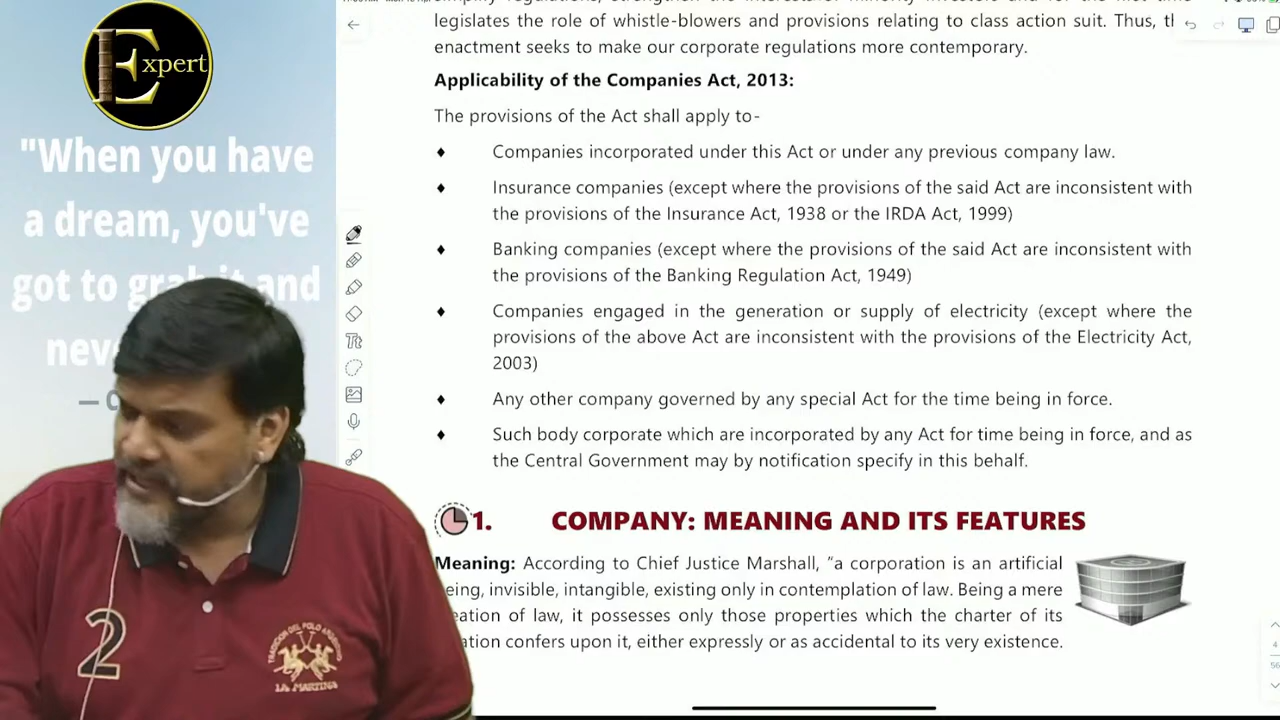 Expert
"When you have
a dream, you've
got to grab it and
legislates the role of whistle-blowers and provisions relating to class action suit. Thus,
enactment seeks to make our corporate regulations more contemporary.
Applicability of the Companies Act, 2013:
The provisions of the Act shall apply to-
♦ Companies incorporated under this Act or under any previous company law.
♦ Insurance companies (except where the provisions of the said Act are inconsistent with
the provisions of the Insurance Act, 1938 or the IRDA Act, 1999)
♦ Banking companies (except where the provisions of the said Act are inconsistent with
the provisions of the Banking Regulation Act, 1949)
♦ Companies engaged in the generation or supply of electricity (except where the
provisions of the above Act are inconsistent with the provisions of the Electricity Act,
2003)
♦ Any other company governed by any special Act for the time being in force.
♦ Such body corporate which are incorporated by any Act for time being in force, and as
the Central Government may by notification specify in this behalf.
1. COMPANY: MEANING AND ITS FEATURES
Meaning: According to Chief Justice Marshall, “a corporation is an artificial
being, invisible, intangible, existing only in contemplation of law. Being a mere
of law, it possesses only those properties which the charter of its
confers upon it, either expressly or as accidental to its very existence.
Tt
4
56
2
LA MARTINA